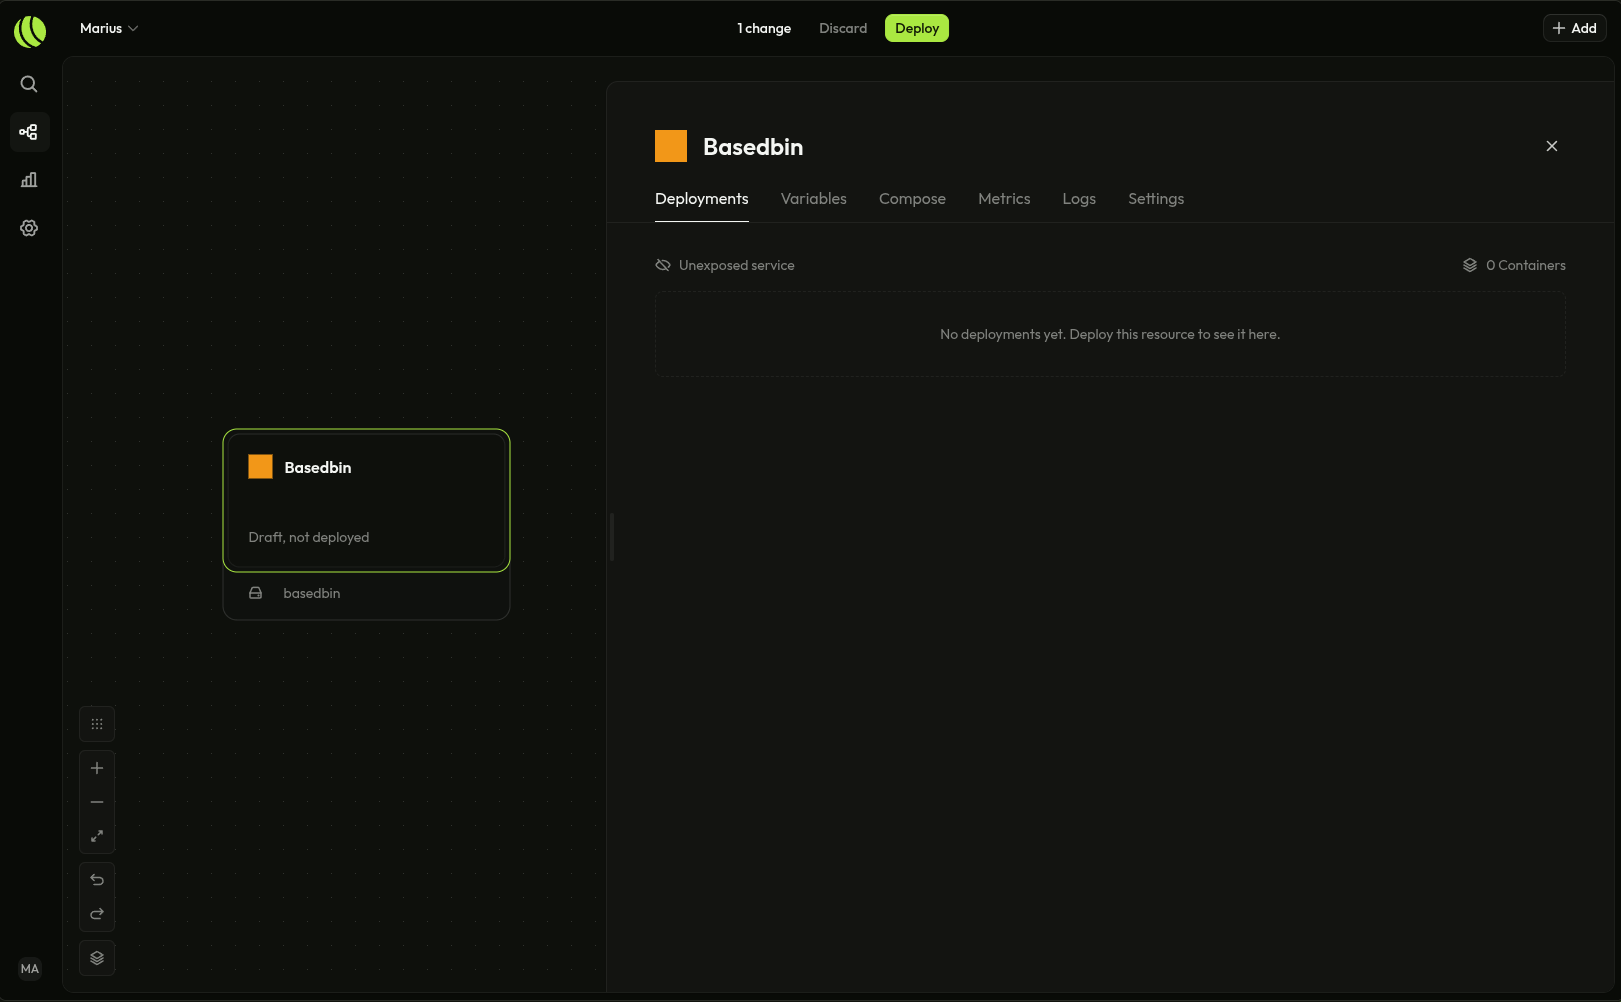 Marius
1 change
Discard
Deploy
Add
Basedbin
Deployments
Variables
Compose
Metrics
Logs
Settings
Unexposed service
0 Containers
No deployments yet. Deploy this resource to see it here.
Basedbin
Draft, not deployed
basedbin
MA